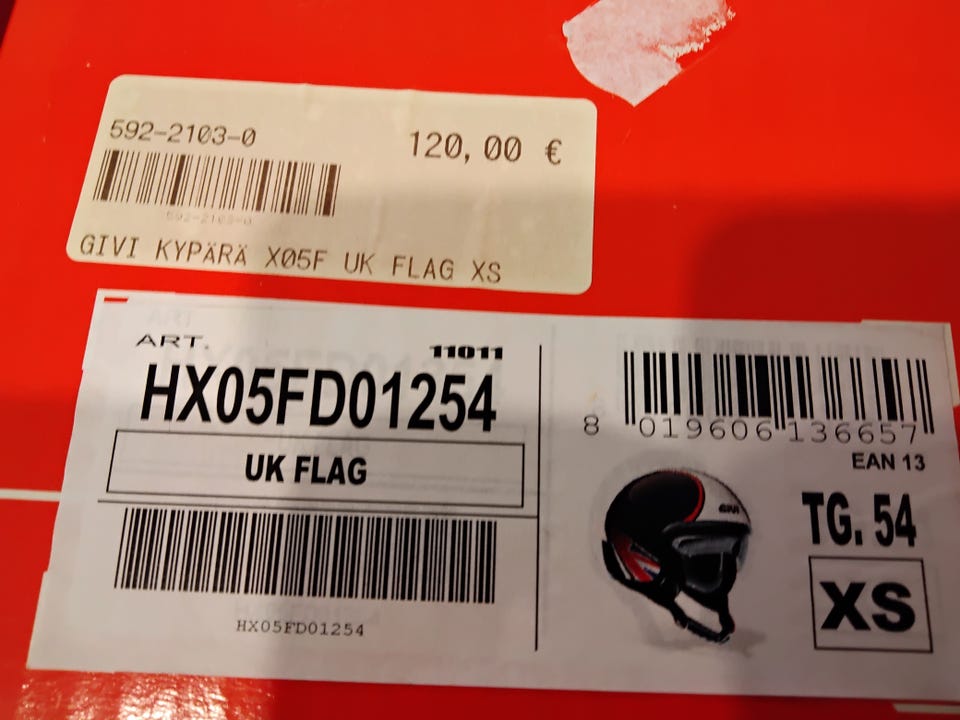 592-2103-0
120,00 €
592-2103-0
GIVI KYPÄRÄ X05F UK FLAG XS
ART.
11011
HX05FD01254
UK FLAG
HX05FD01254
8 019606 136657
EAN 13
GIVI
TG. 54
XS